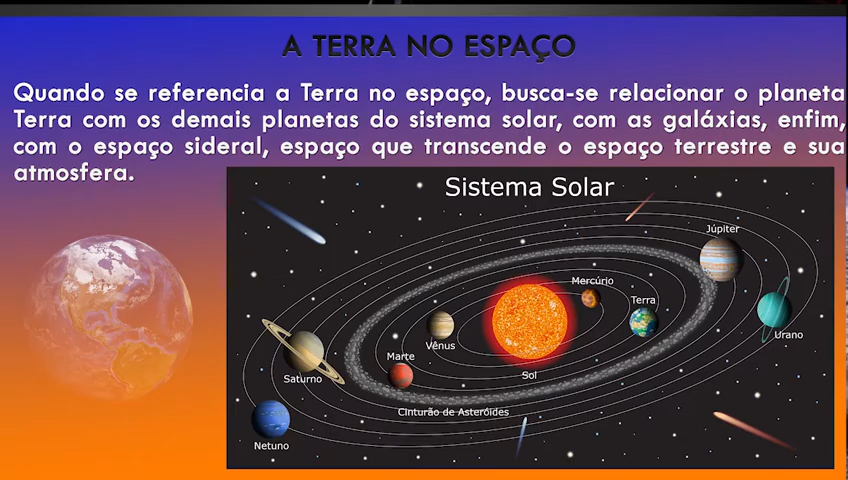 A TERRA NO ESPAÇO
Quando se referencia a Terra no espaço, busca-se relacionar o planeta
Terra com os demais planetas do sistema solar, com as galáxias, enfim,
com o espaço sideral, espaço que transcende o espaço terrestre e sua
atmosfera.
Sistema Solar
Júpiter
Mercúrio
Terra
Urano
Vênus
Marte
Sol
Saturno
Cinturão de Asteróides
Netuno